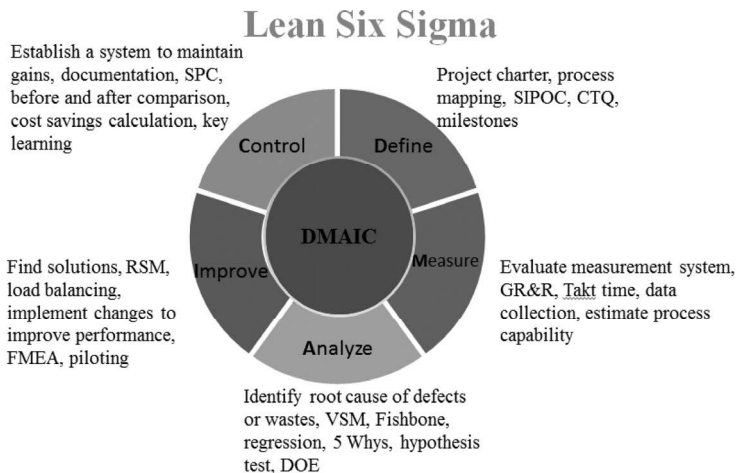 Lean Six Sigma
Establish a system to maintain
gains, documentation, SPC,
before and after comparison,
cost savings calculation, key
learning
Project charter, process
mapping, SIPOC, CTQ,
milestones
Control
Define
DMAIC
Improve
Measure
Analyze
Find solutions, RSM,
load balancing,
implement changes to
improve performance,
FMEA, piloting
Evaluate measurement system,
GR&R, Takt time, data
collection, estimate process
capability
Identify root cause of defects
or wastes, VSM, Fishbone,
regression, 5 Whys, hypothesis
test, DOE